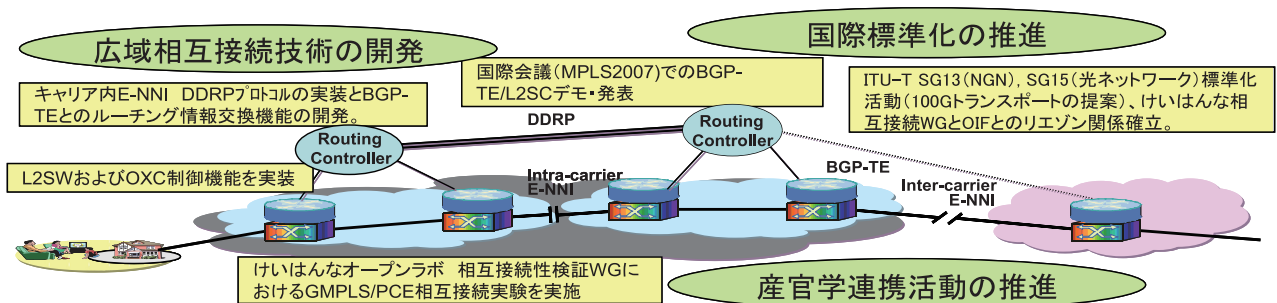 広域相互接続技術の開発
国際標準化の推進
キャリア内E-NNI DDRPプロトコルの実装とBGP-
TEとのルーチング情報交換機能の開発。
国際会議(MPLS2007)でのBGP-
TE/L2SCデモ・発表
ITU-T SG13(NGN), SG15(光ネットワーク)標準化
活動(100Gトランスポートの提案)、けいはんな相
互接続WGとOIFとのリエゾン関係確立。
DDRP
Routing
Controller
Routing
Controller
L2SWおよびOXC制御機能を実装
Intra-carrier
E-NNI
BGP-TE
Inter-carrier
E-NNI
けいはんなオープンラボ 相互接続性検証WGに
おけるGMPLS/PCE相互接続実験を実施
産官学連携活動の推進